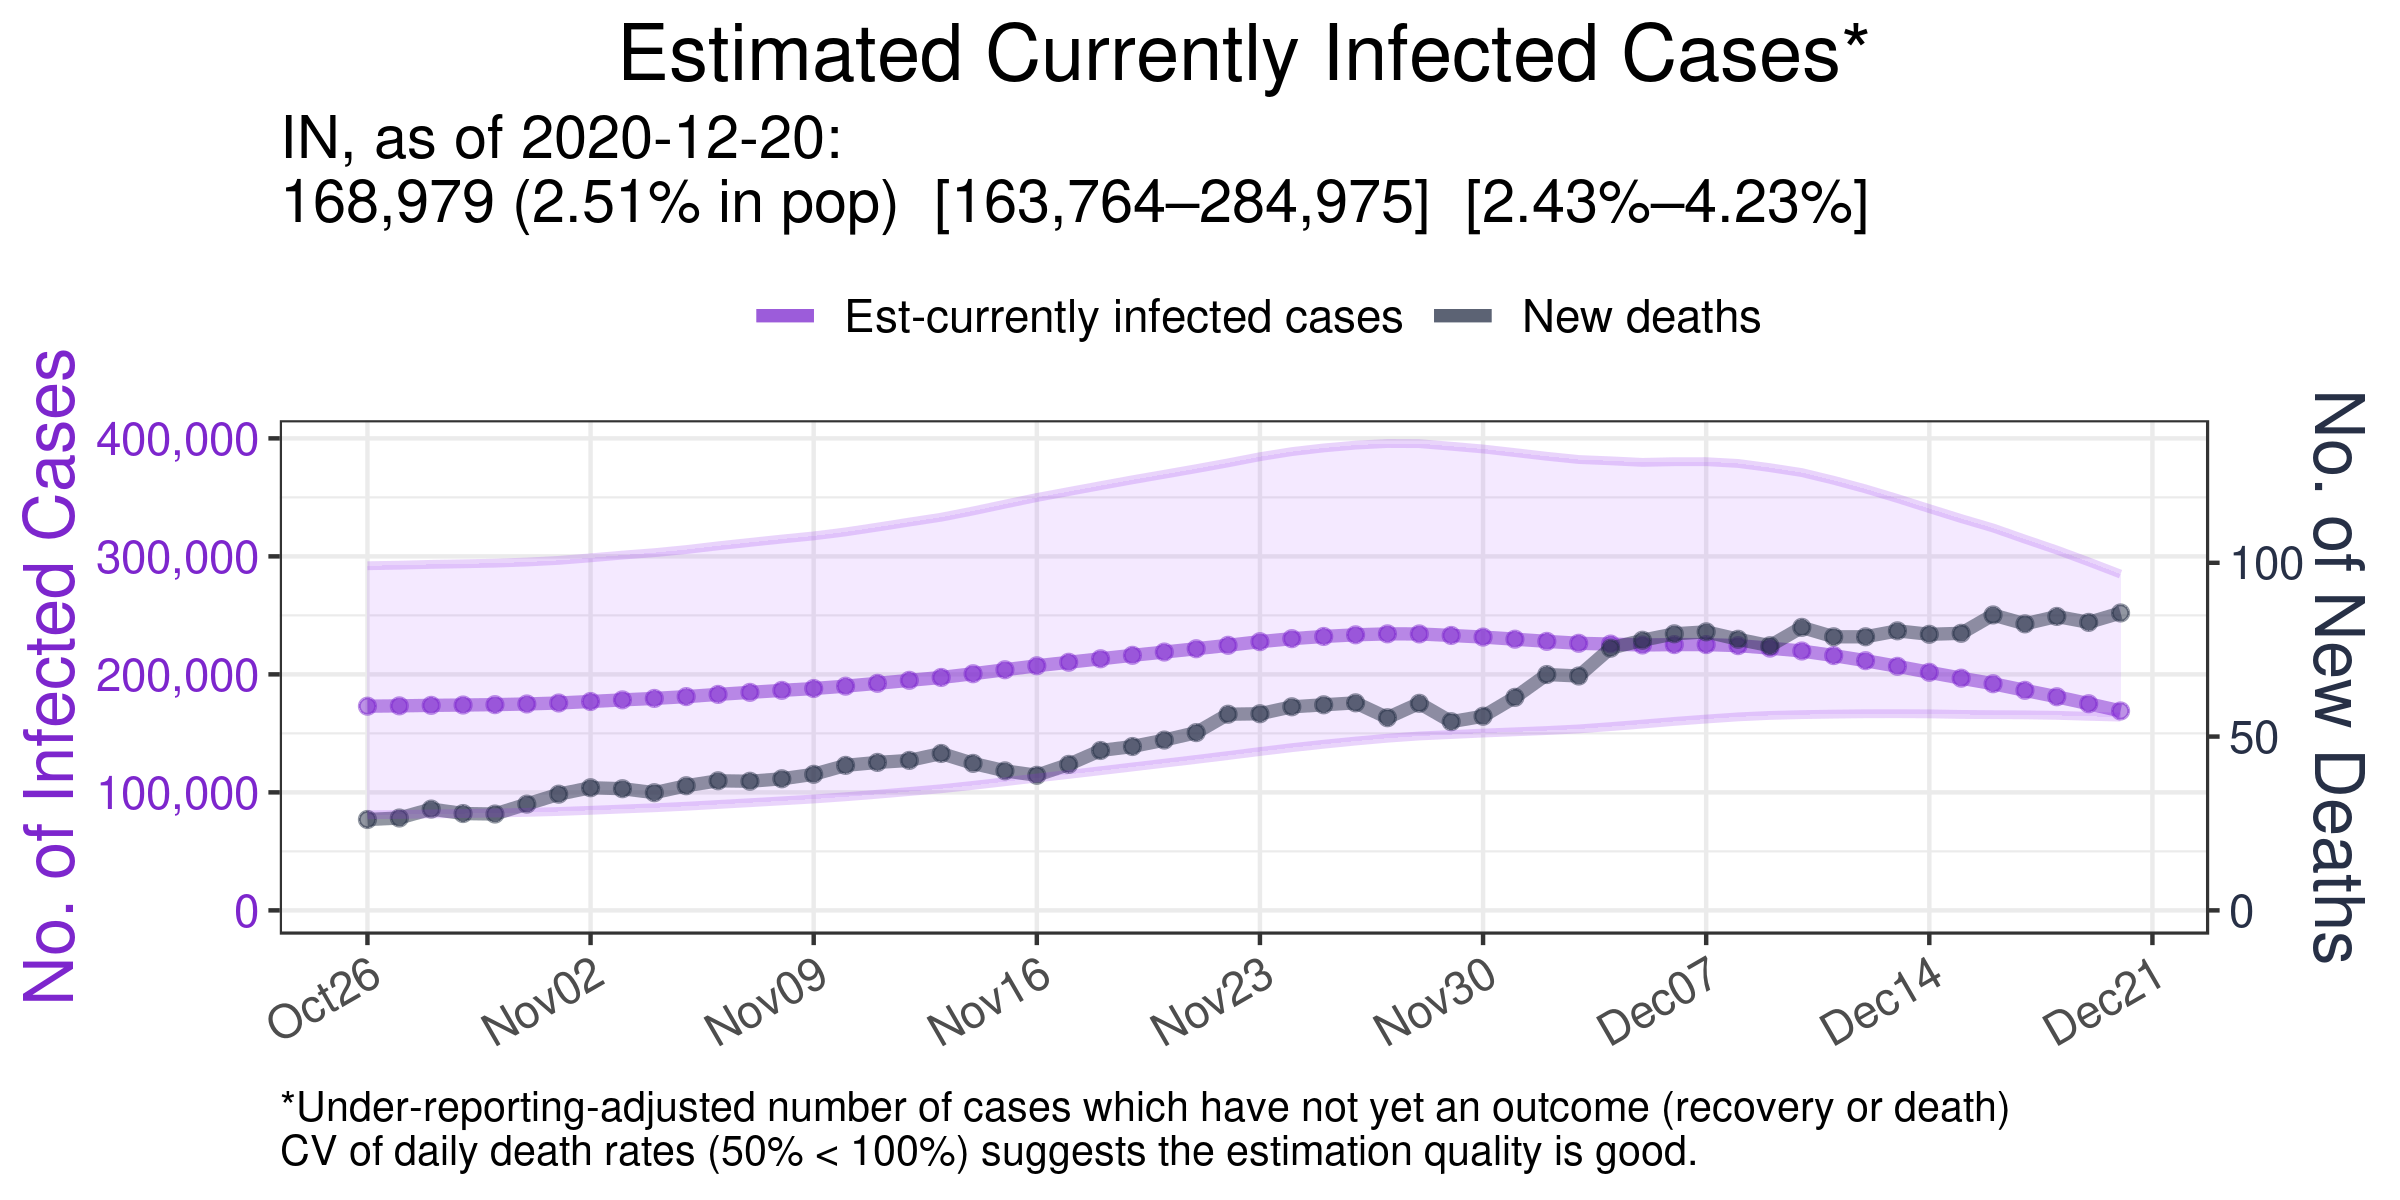 Estimated Currently Infected Cases*
IN, as of 2020-12-20:
168,979 (2.51% in pop)  [163,764–284,975]  [2.43%–4.23%]
Est-currently infected cases
New deaths
No. of Infected Cases
400,000
300,000
200,000
100,000
0
100
50
0
No. of New Deaths
Oct26
Nov02
Nov09
Nov16
Nov23
Nov30
Dec07
Dec14
Dec21
*Under-reporting-adjusted number of cases which have not yet an outcome (recovery or death)
CV of daily death rates (50% < 100%) suggests the estimation quality is good.